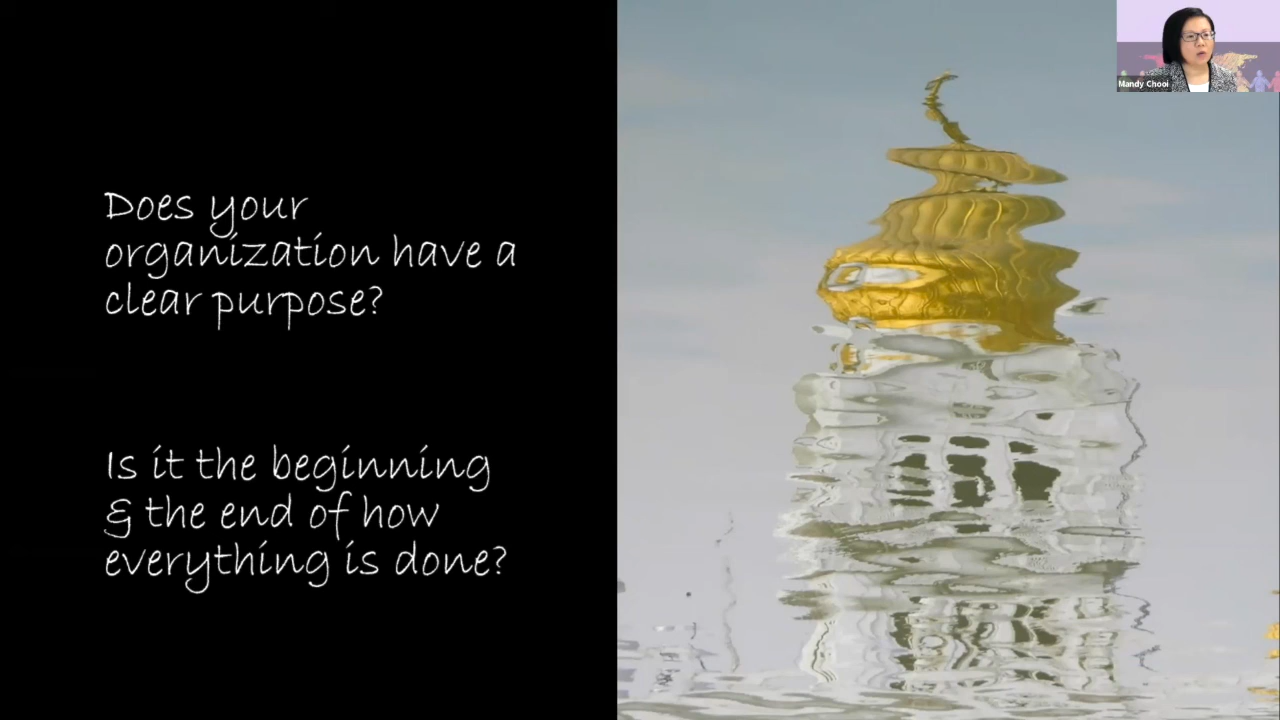 Does your
organization have a
clear purpose?
Is it the beginning
& the end of how
everything is done?
Mandy Chooi